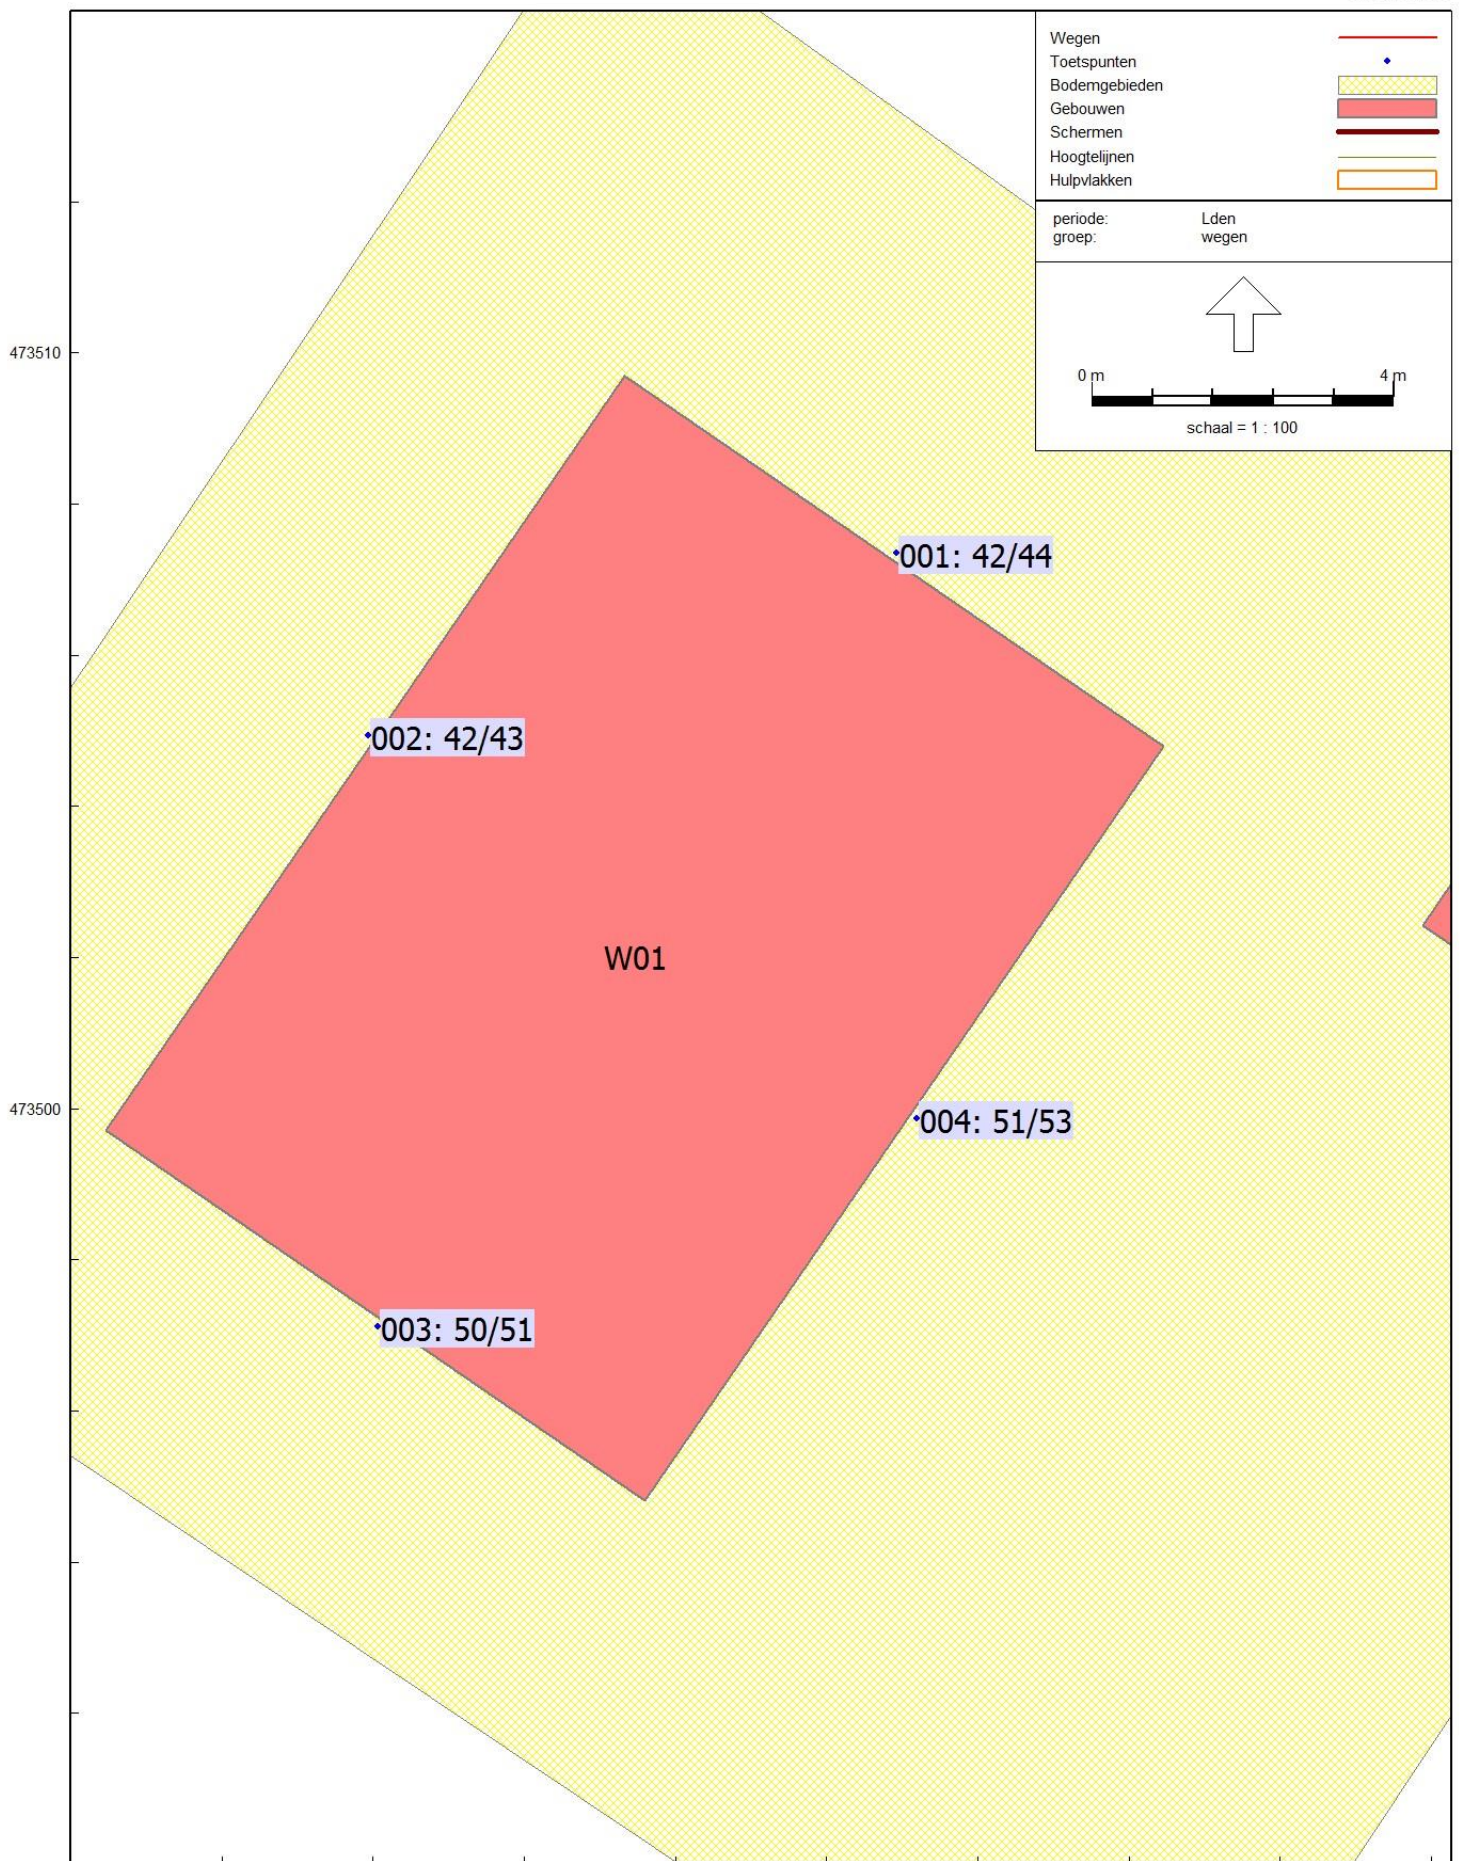 Wegen
Toetspunten
Bodemgebieden
Gebouwen
Schermen
Hoogtelijnen
Hulpvlakken
periode: Lden
groep: wegen
0 m 4 m
schaal = 1 : 100
473510
001: 42/44
002: 42/43
W01
473500
004: 51/53
003: 50/51